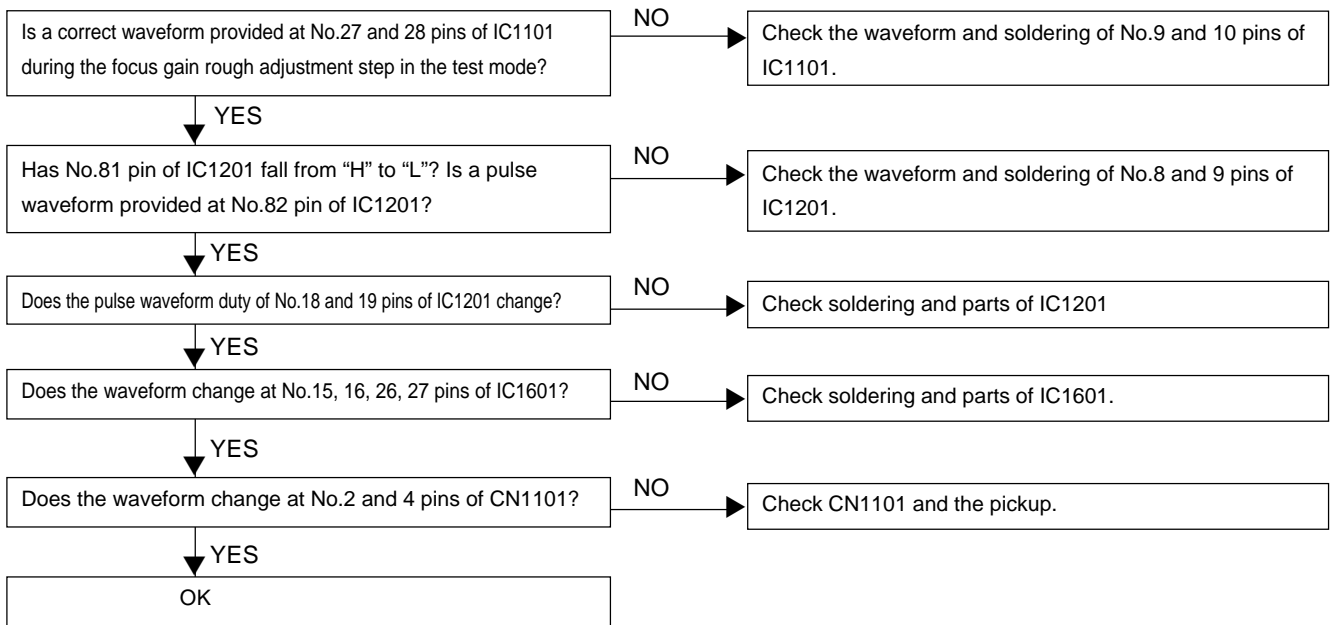 Is a correct waveform provided at No.27 and 28 pins of IC1101
during the focus gain rough adjustment step in the test mode?
NO
Check the waveform and soldering of No.9 and 10 pins of
IC1101.
YES
Has No.81 pin of IC1201 fall from “H” to “L”? Is a pulse
waveform provided at No.82 pin of IC1201?
NO
Check the waveform and soldering of No.8 and 9 pins of
IC1201.
YES
Does the pulse waveform duty of No.18 and 19 pins of IC1201 change?
NO
Check soldering and parts of IC1201
YES
Does the waveform change at No.15, 16, 26, 27 pins of IC1601?
NO
Check soldering and parts of IC1601.
YES
Does the waveform change at No.2 and 4 pins of CN1101?
NO
Check CN1101 and the pickup.
YES
OK